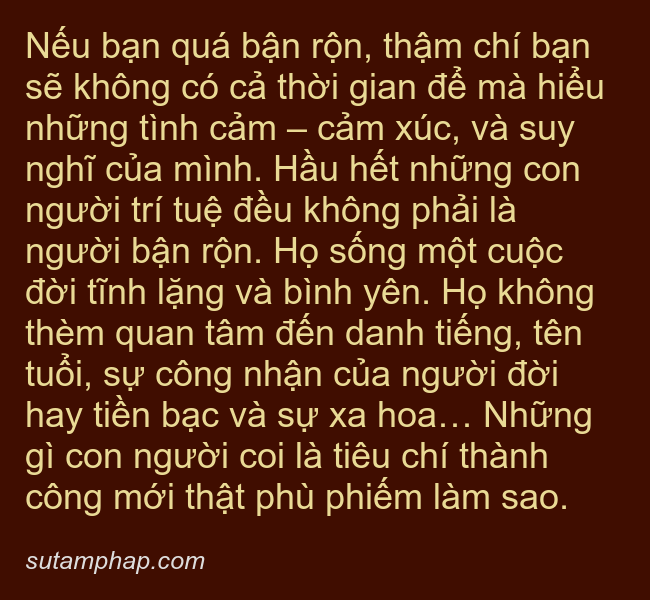 Nếu bạn quá bận rộn, thậm chí bạn
sẽ không có cả thời gian để mà hiểu
những tình cảm – cảm xúc, và suy
nghĩ của mình. Hầu hết những con
người trí tuệ đều không phải là
người bận rộn. Họ sống một cuộc
đời tĩnh lặng và bình yên. Họ không
thèm quan tâm đến danh tiếng, tên
tuổi, sự công nhận của người đời
hay tiền bạc và sự xa hoa… Những
gì con người coi là tiêu chí thành
công mới thật phù phiếm làm sao.
sutamphap.com